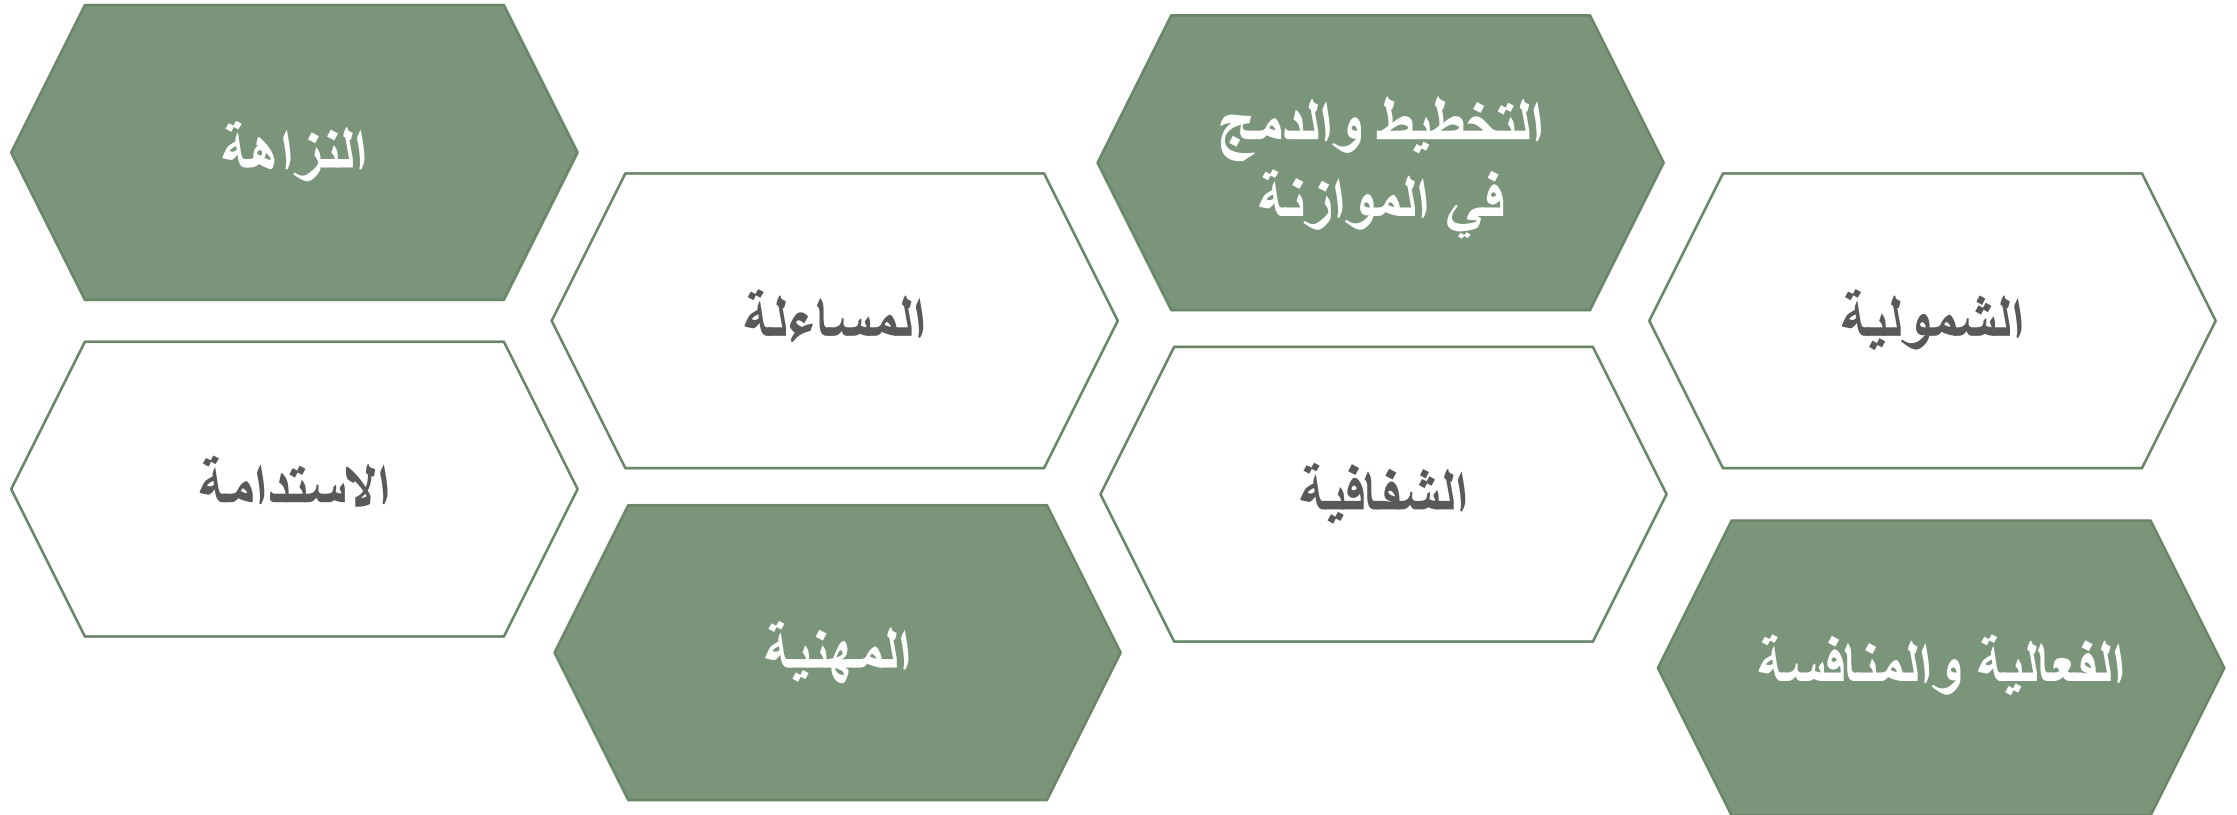 الشمولية
التخطيط والدمج
في الموازنة
المساءلة
النزاهة
الفعالية والمنافسة
الشفافية
المهنية
الاستدامة